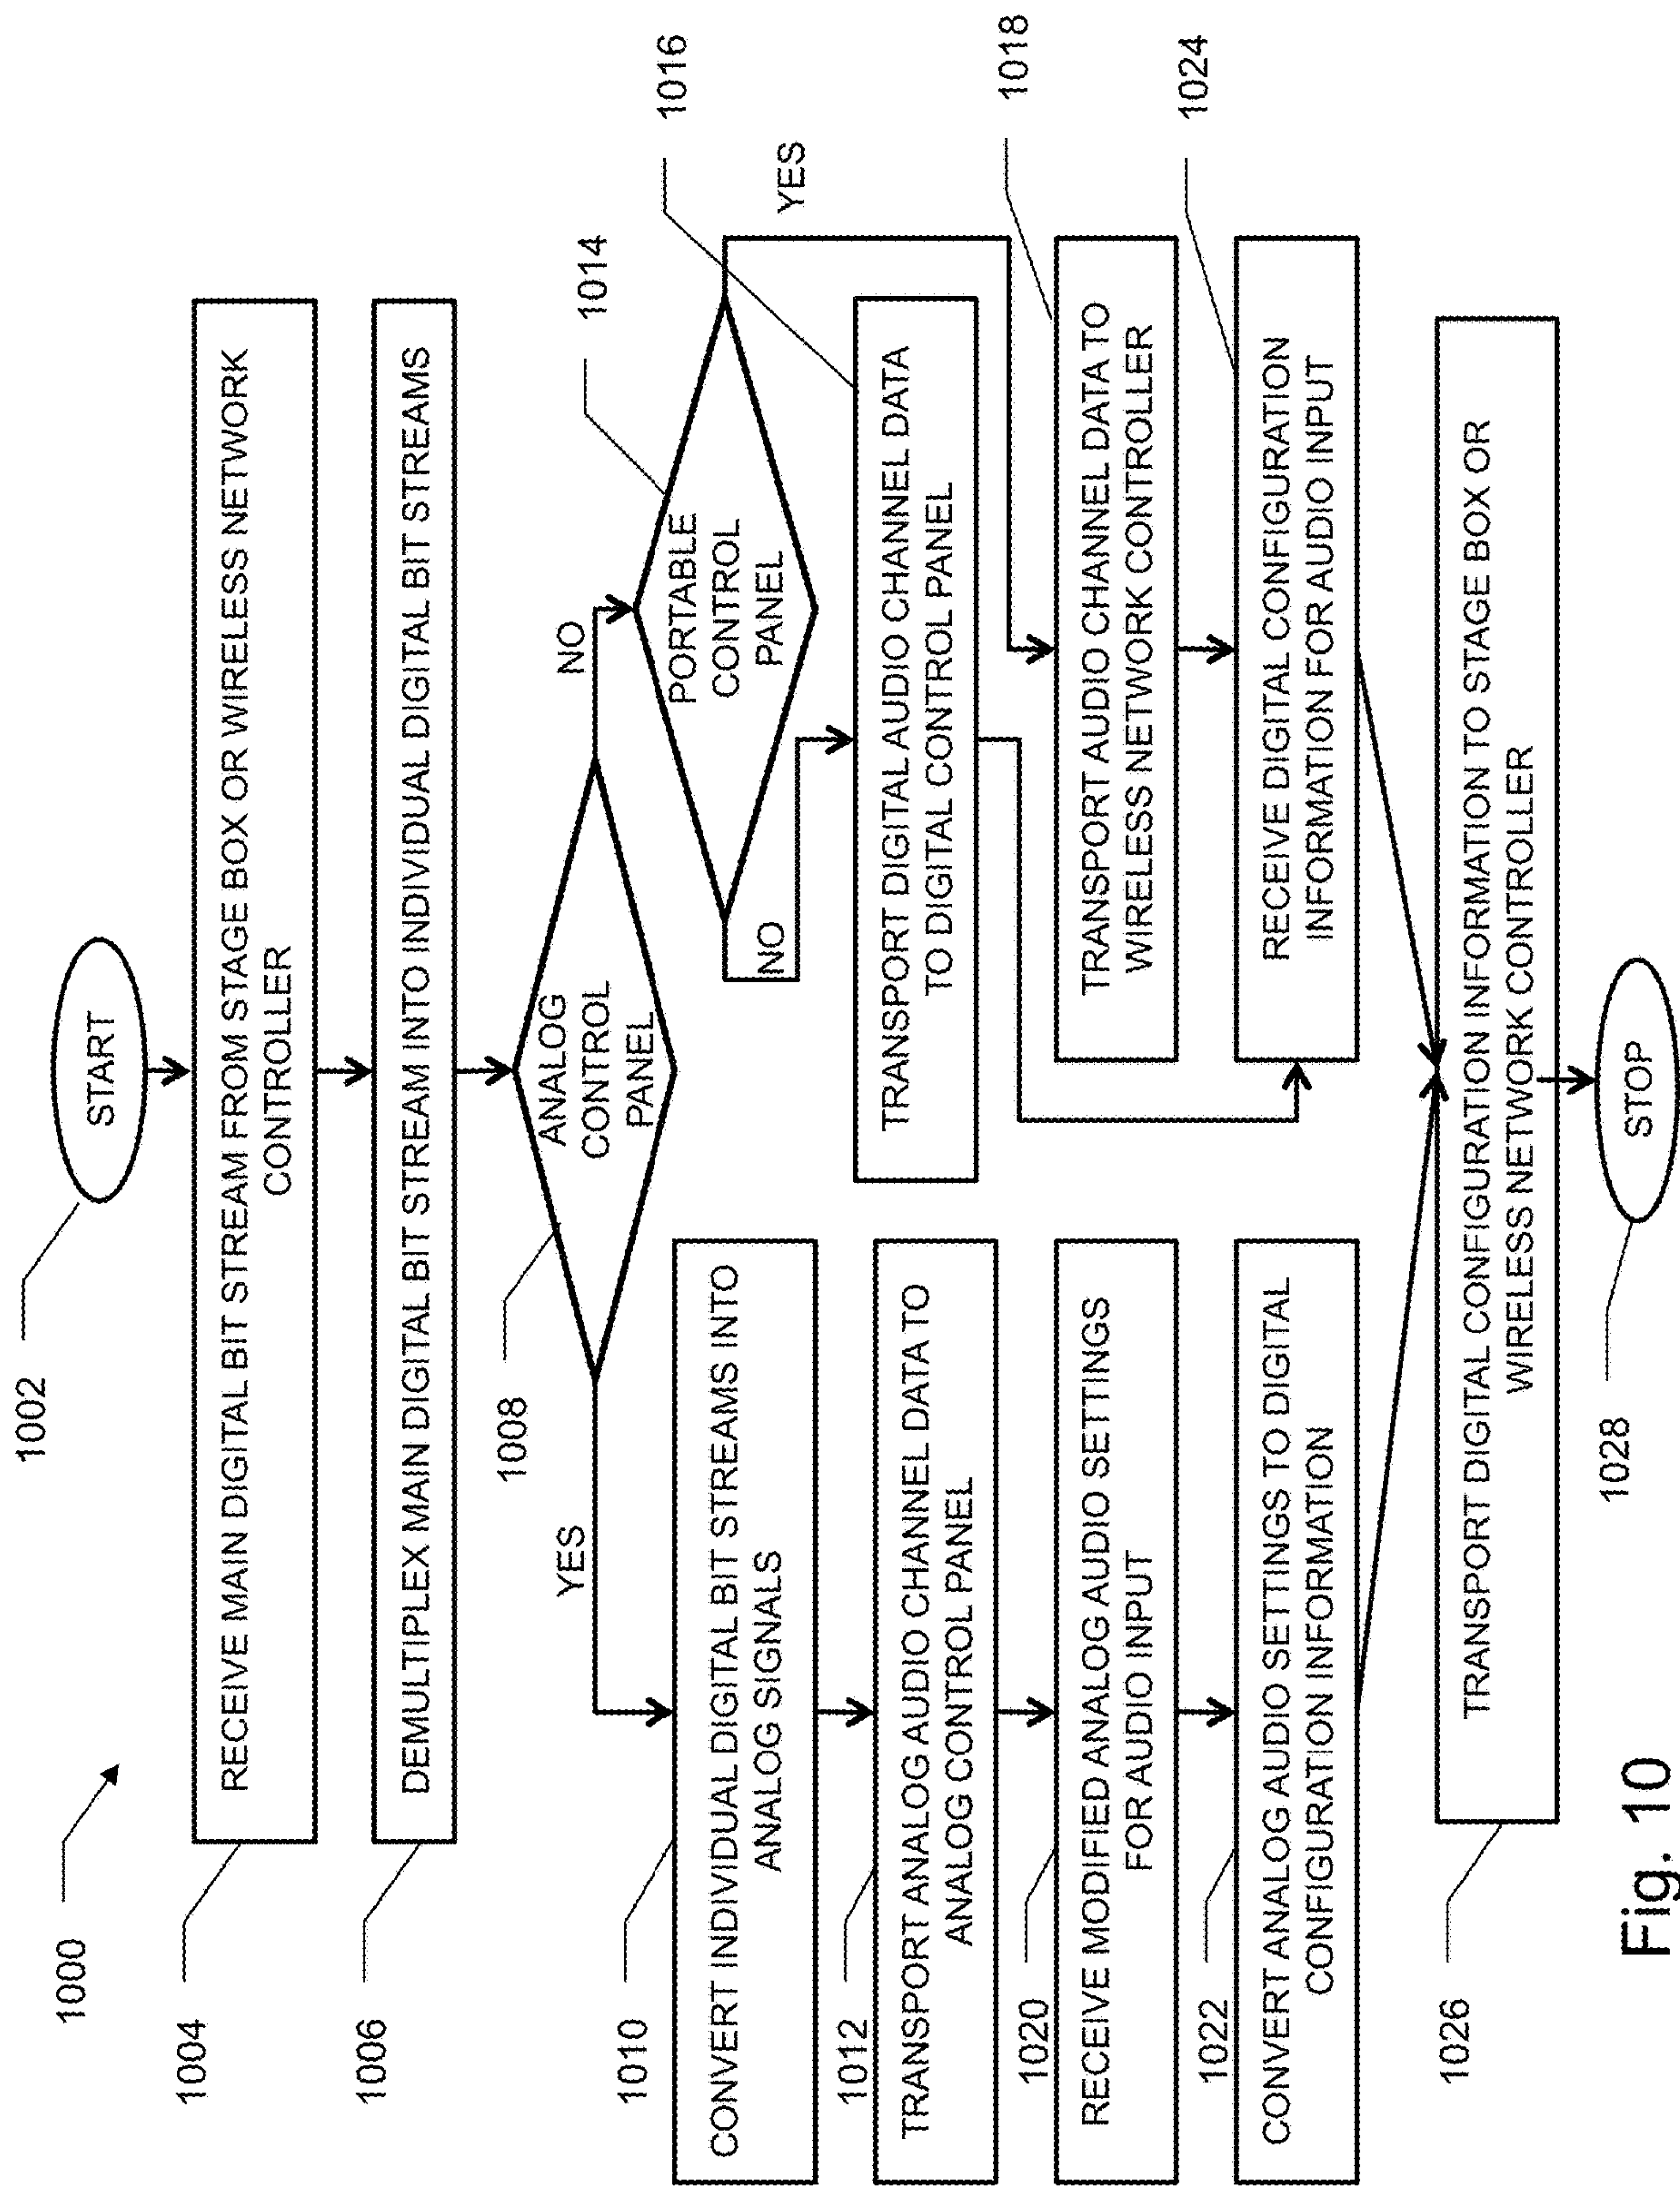 1000
1002
START
1004
RECEIVE MAIN DIGITAL BIT STREAM FROM STAGE BOX OR WIRELESS NETWORK
CONTROLLER
1006
DEMULTIPLEX MAIN DIGITAL BIT STREAM INTO INDIVIDUAL DIGITAL BIT STREAMS
1008
ANALOG
CONTROL
PANEL
YES
NO
1010
CONVERT INDIVIDUAL DIGITAL BIT STREAMS INTO
ANALOG SIGNALS
1014
PORTABLE
CONTROL
PANEL
NO
YES
1012
TRANSPORT ANALOG AUDIO CHANNEL DATA TO
ANALOG CONTROL PANEL
1016
TRANSPORT DIGITAL AUDIO CHANNEL DATA
TO DIGITAL CONTROL PANEL
1020
RECEIVE MODIFIED ANALOG AUDIO SETTINGS
FOR AUDIO INPUT
1018
TRANSPORT AUDIO CHANNEL DATA TO
WIRELESS NETWORK CONTROLLER
1022
CONVERT ANALOG AUDIO SETTINGS TO DIGITAL
CONFIGURATION INFORMATION
1024
RECEIVE DIGITAL CONFIGURATION
INFORMATION FOR AUDIO INPUT
1026
TRANSPORT DIGITAL CONFIGURATION INFORMATION TO STAGE BOX OR
WIRELESS NETWORK CONTROLLER
1028
STOP
Fig. 10